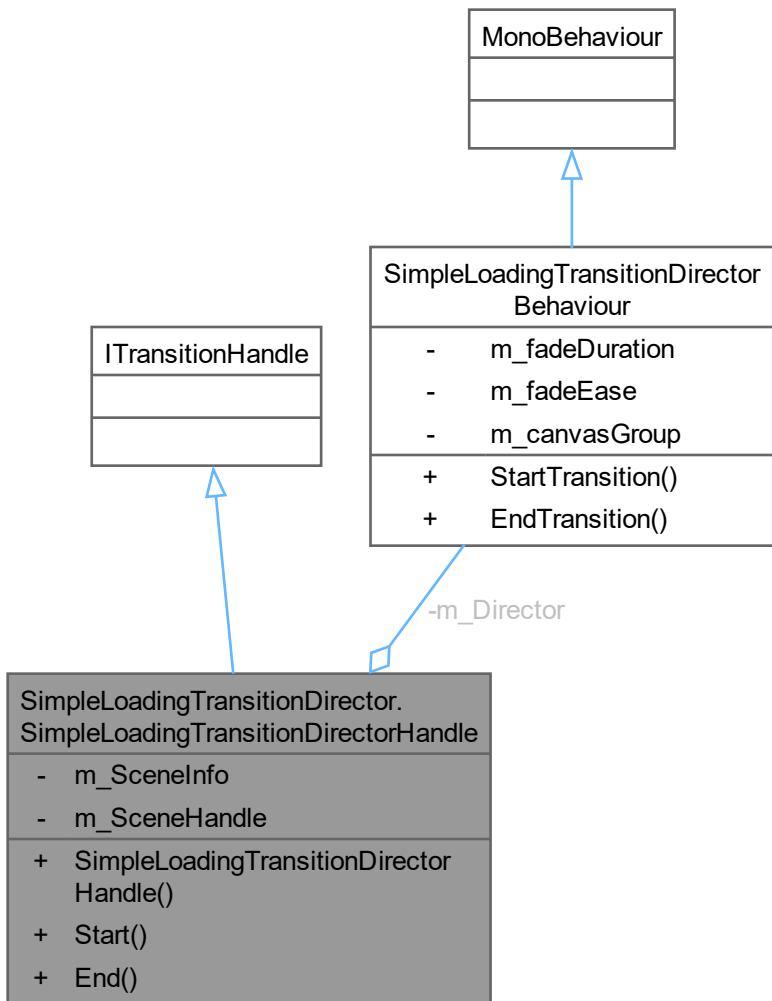 MonoBehaviour
SimpleLoadingTransitionDirector
Behaviour
- m_fadeDuration
- m_fadeEase
- m_canvasGroup
+ StartTransition()
+ EndTransition()
ITransitionHandle
-m_Director
SimpleLoadingTransitionDirector.
SimpleLoadingTransitionDirectorHandle
- m_SceneInfo
- m_SceneHandle
+ SimpleLoadingTransitionDirector
Handle()
+ Start()
+ End()